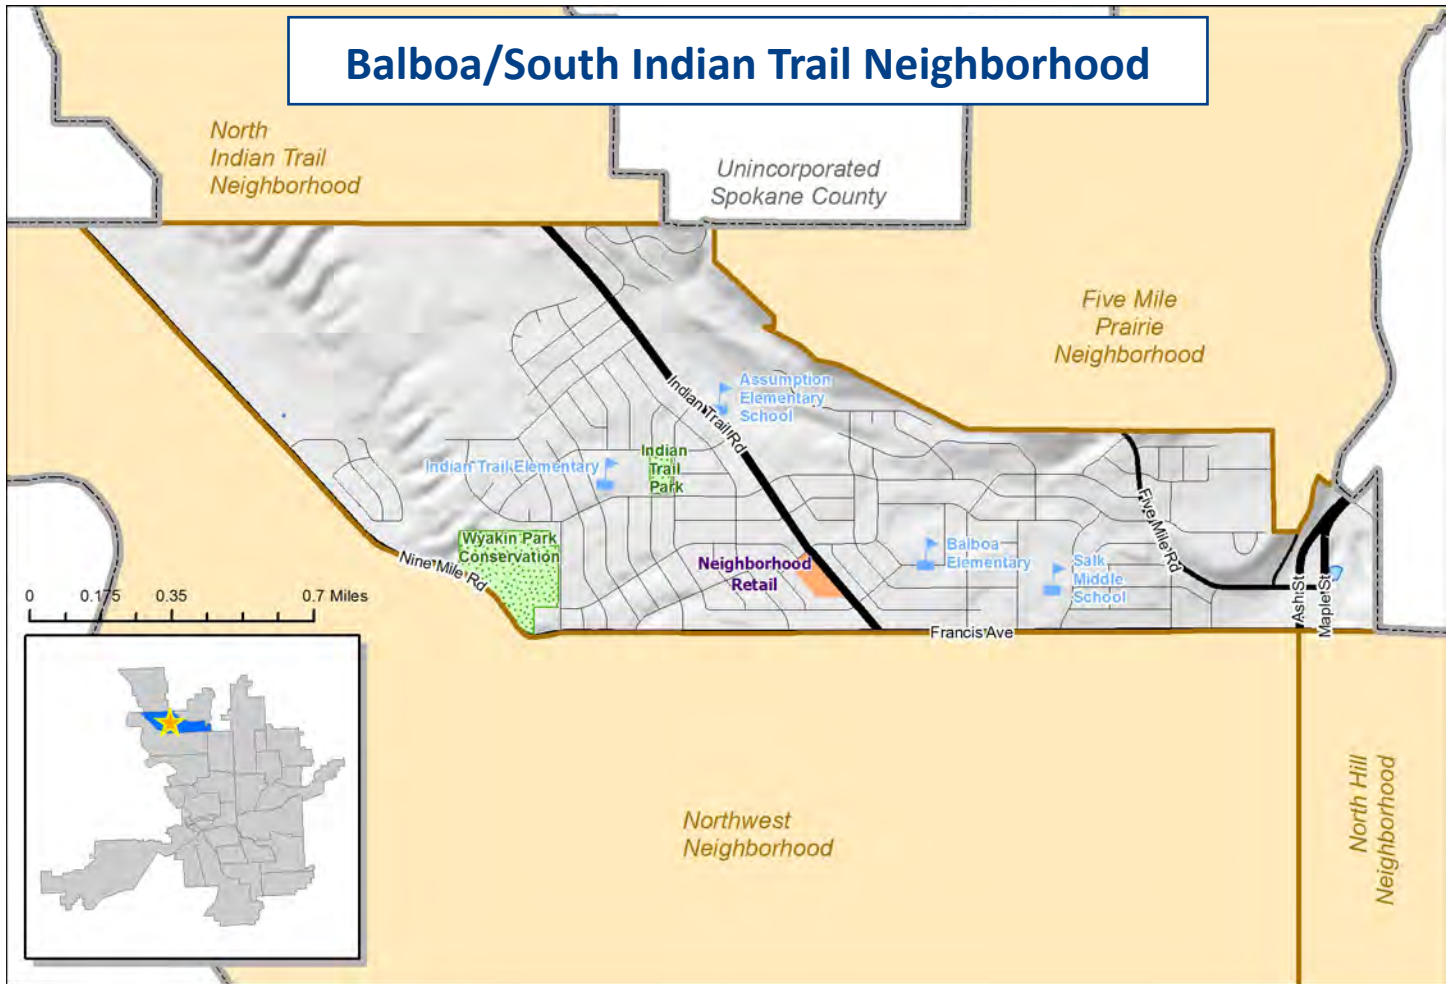 Balboa/South Indian Trail Neighborhood
North
Indian Trail
Neighborhood
Unincorporated
Spokane County
Five Mile
Prairie
Neighborhood
Assumption
Elementary
School
Indian Trail Rd
Indian Trail Elementary
Indian
Trail
Park
Five Mile Rd
Wyakin Park
Conservation
Nine Mile Rd
Neighborhood
Retail
Balboa
Elementary
Salk
Middle
School
Ash St
Maple St
Francis Ave
0 0.175 0.35 0.7 Miles
Northwest
Neighborhood
North Hill
Neighborhood